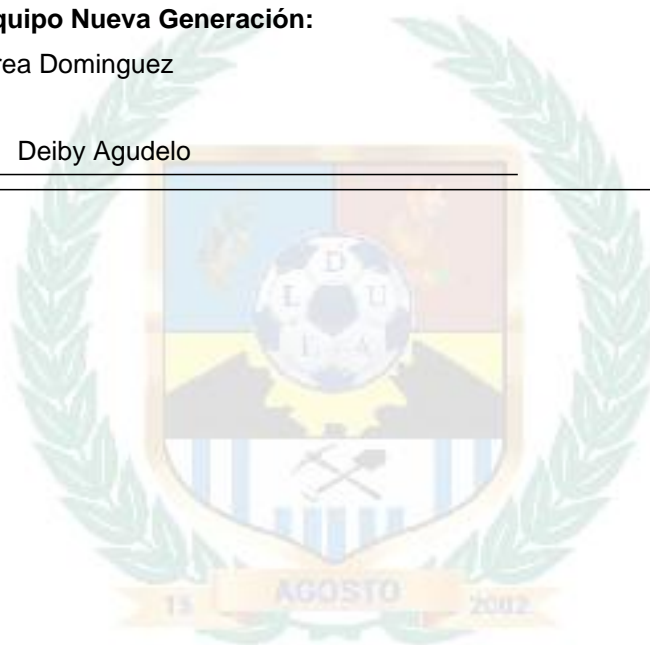 quipo Nueva Generación:
rea Dominguez
Deiby Agudelo
D
L U
L A
15 AGOSTO 2002